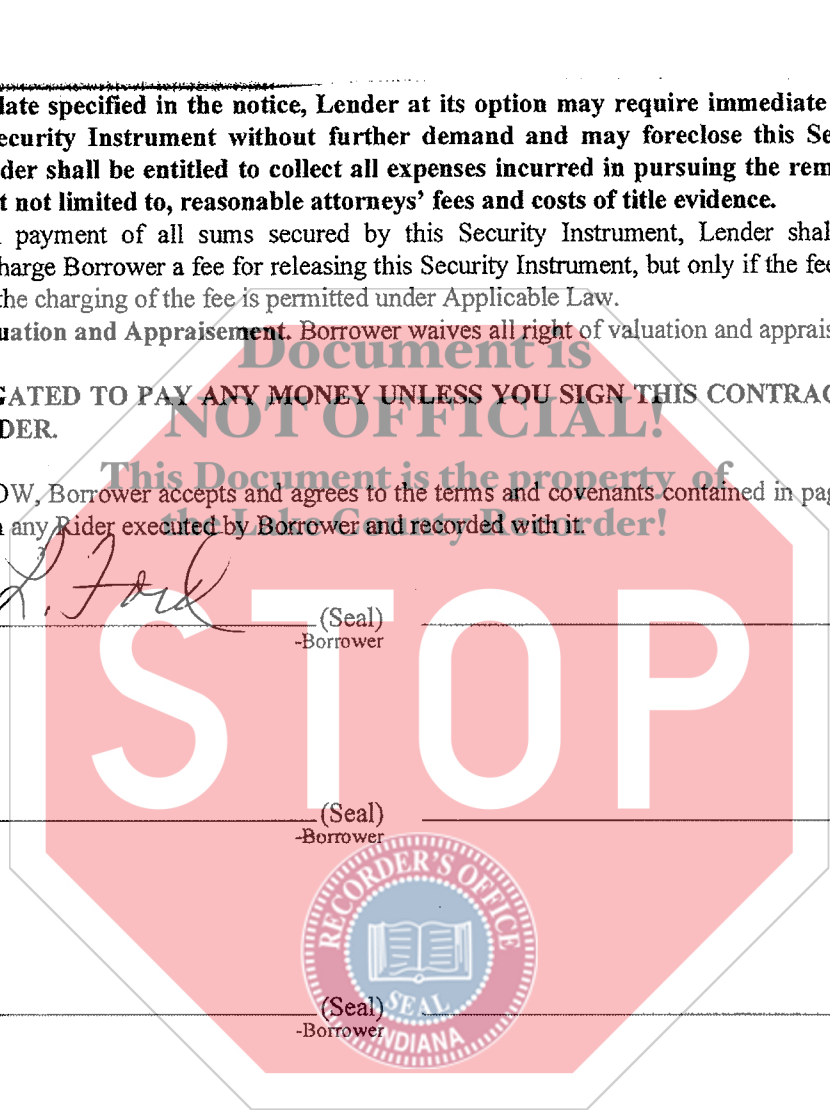 late specified in the notice, Lender at its option may require immediate
ecurity Instrument without further demand and may foreclose this Se
der shall be entitled to collect all expenses incurred in pursuing the rem
t not limited to, reasonable attorneys' fees and costs of title evidence.
payment of all sums secured by this Security Instrument, Lender shal
harge Borrower a fee for releasing this Security Instrument, but only if the fee
the charging of the fee is permitted under Applicable Law.
uation and Appraisement. Borrower waives all right of valuation and apprais
Document is
GATED TO PAY ANY MONEY UNLESS YOU SIGN THIS CONTRAC
NOT OFFICIAL!
DER.
This Document is the property of
OW, Borrower accepts and agrees to the terms and covenants contained in pag
the Lake County Recorder!
any Rider executed by Borrower and recorded with it.
L. Ford
(Seal)
-Borrower
STOP
(Seal)
-Borrower
RECORDER'S OFFICE
SEAL
INDIANA
(Seal)
-Borrower